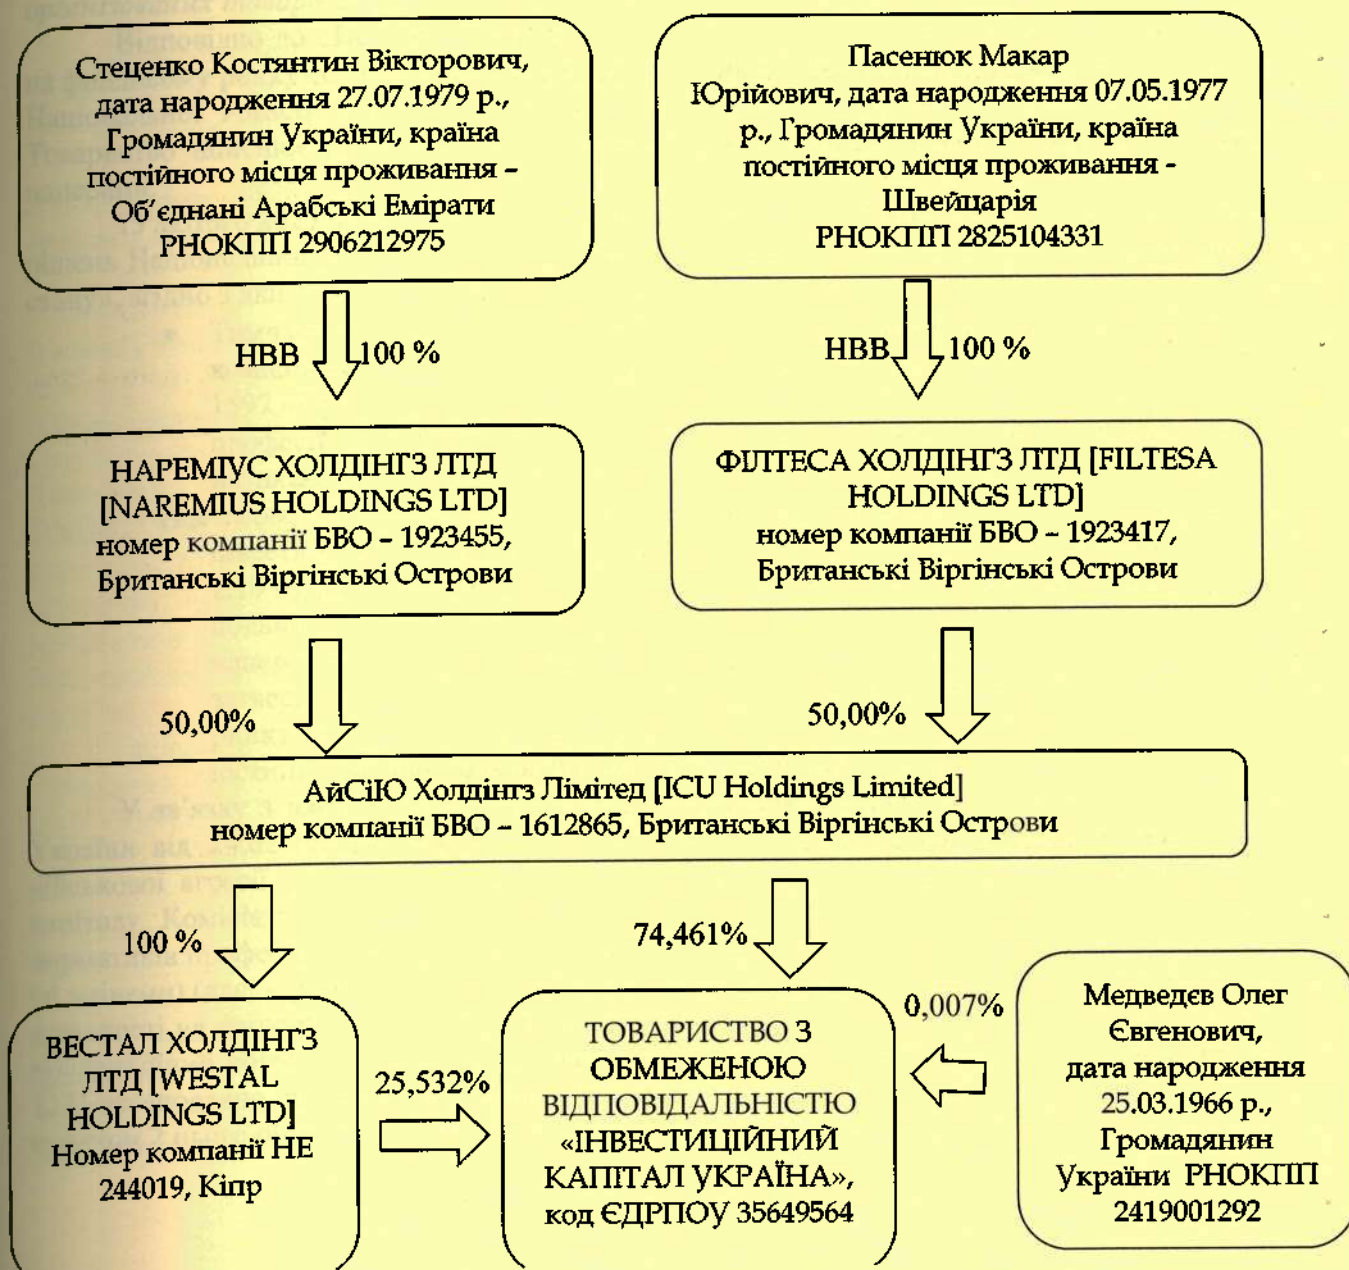 Стеценко Костянтин Вікторович,
дата народження 27.07.1979 р.,
Громадянин України, країна
постійного місця проживання –
Об’єднані Арабські Емірати
РНОКПП 2906212975
Пасенюк Макар
Юрійович, дата народження 07.05.1977
р., Громадянин України, країна
постійного місця проживання -
Швейцарія
РНОКПП 2825104331
НВВ 100 %
НВВ 100 %
НАРЕМІУС ХОЛДІНГЗ ЛТД
[NAREMIUS HOLDINGS LTD]
номер компанії БВО – 1923455,
Британські Віргінські Острови
ФІЛТЕСА ХОЛДІНГЗ ЛТД [FILTESA
HOLDINGS LTD]
номер компанії БВО – 1923417,
Британські Віргінські Острови
50,00%
50,00%
АйСіЮ Холдінгз Лімітед [ICU Holdings Limited]
номер компанії БВО – 1612865, Британські Віргінські Острови
100 %
74,461%
ВЕСТАЛ ХОЛДІНГЗ
ЛТД [WESTAL
HOLDINGS LTD]
Номер компанії НЕ
244019, Кіпр
25,532%
ТОВАРИСТВО З
ОБМЕЖЕНОЮ
ВІДПОВІДАЛЬНІСТЮ
«ІНВЕСТИЦІЙНИЙ
КАПІТАЛ УКРАЇНА»,
код ЄДРПОУ 35649564
0,007%
Медведєв Олег
Євгенович,
дата народження
25.03.1966 р.,
Громадянин
України РНОКПП
2419001292